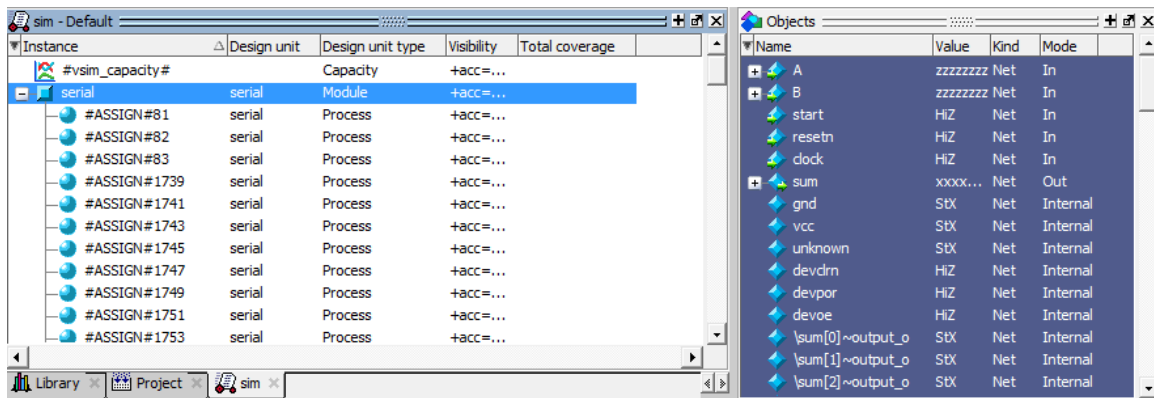 sim - Default
Instance Design unit Design unit type Visibility Total coverage
#vsim_capacity# Capacity +acc=...
serial serial Module +acc=...
#ASSIGN#81 serial Process +acc=...
#ASSIGN#82 serial Process +acc=...
#ASSIGN#83 serial Process +acc=...
#ASSIGN#1739 serial Process +acc=...
#ASSIGN#1741 serial Process +acc=...
#ASSIGN#1743 serial Process +acc=...
#ASSIGN#1745 serial Process +acc=...
#ASSIGN#1747 serial Process +acc=...
#ASSIGN#1749 serial Process +acc=...
#ASSIGN#1751 serial Process +acc=...
#ASSIGN#1753 serial Process +acc=...
Library Project sim
Objects
Name Value Kind Mode
A zzzzzzzz Net In
B zzzzzzzz Net In
start HiZ Net In
resetn HiZ Net In
clock HiZ Net In
sum xxxx... Net Out
gnd StX Net Internal
vcc StX Net Internal
unknown StX Net Internal
devclrn HiZ Net Internal
devpor HiZ Net Internal
devoe HiZ Net Internal
\sum[0]~output_o StX Net Internal
\sum[1]~output_o StX Net Internal
\sum[2]~output_o StX Net Internal